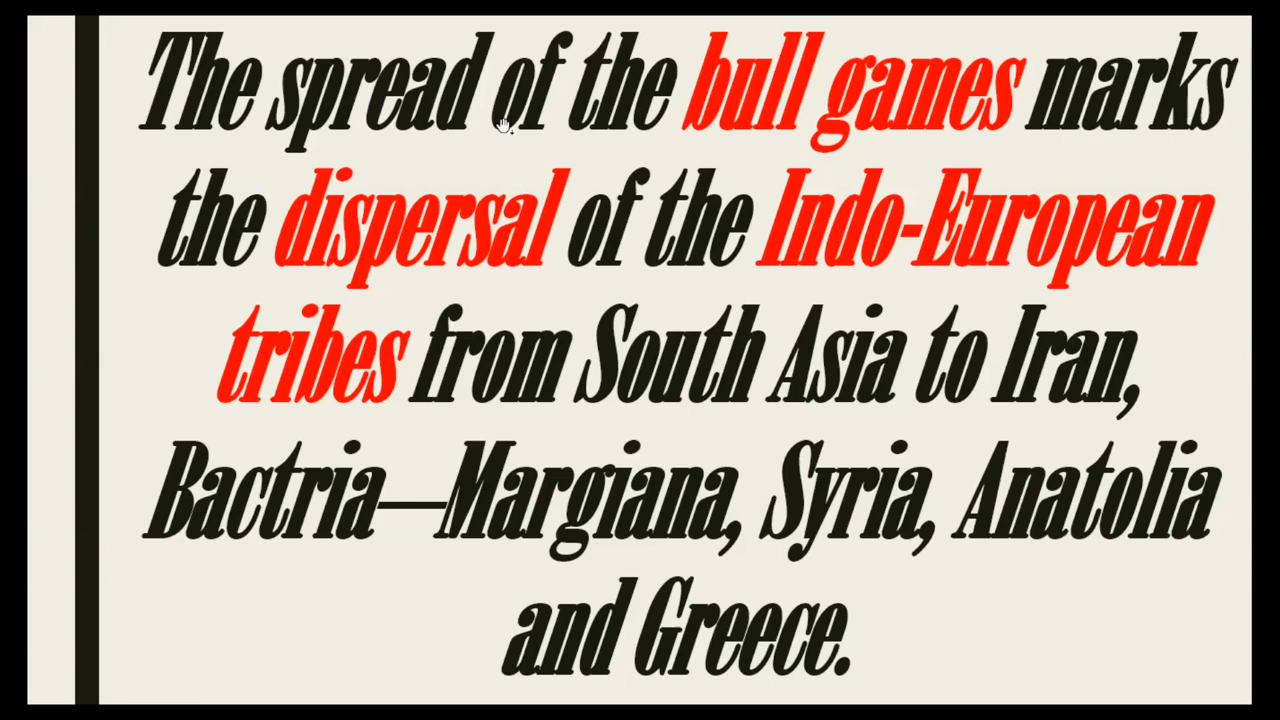 The spread of the bull games marks
the dispersal of the Indo-European
tribes from South Asia to Iran,
Bactria—Margiana, Syria, Anatolia
and Greece.